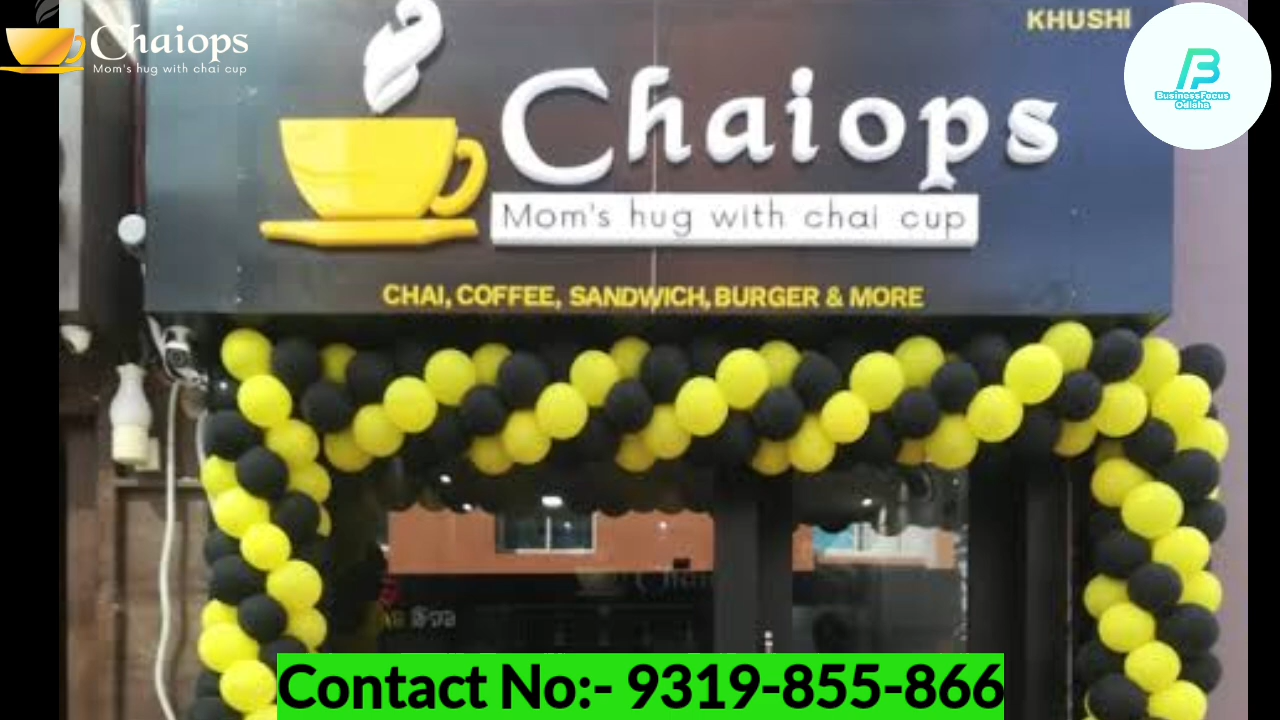 Chaiops
Mom's hug with chai cup
KHUSHI
BusinessFocus
Odisha
Chaiops
Mom's hug with chai cup
CHAI, COFFEE, SANDWICH, BURGER & MORE
Contact No:- 9319-855-866